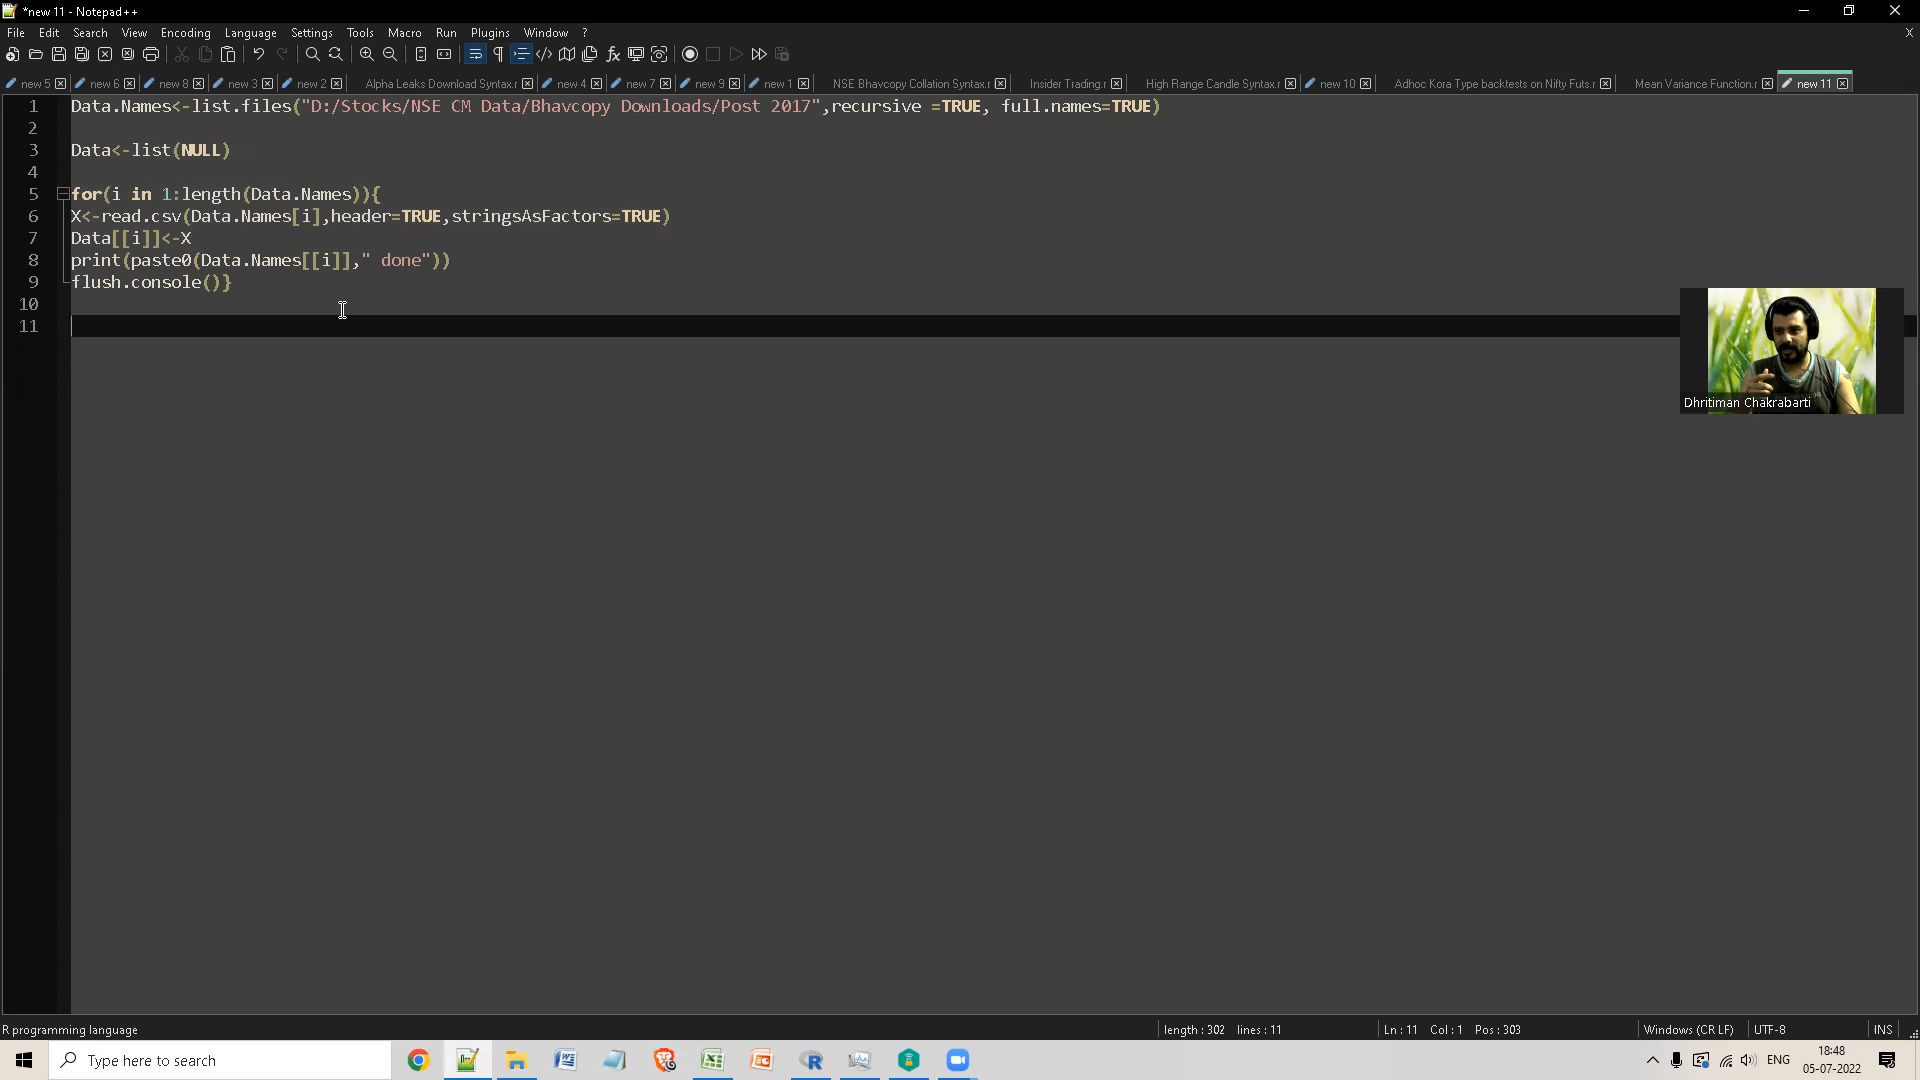 *new 11 - Notepad++
File Edit Search View Encoding Language Settings Tools Macro Run Plugins Window ?
X
new 5 new 6 new 8 new 3 new 2 Alpha Leaks Download Syntax.r new 4 new 7 new 9 new 1 NSE Bhavcopy Collation Syntax.r Insider Trading.r High Range Candle Syntax.r new 10 Adhoc Kora Type backtests on Nifty Futs.r Mean Variance Function.r new 11
1 Data.Names<-list.files("D:/Stocks/NSE CM Data/Bhavcopy Downloads/Post 2017",recursive =TRUE, full.names=TRUE)
2
3 Data<-list(NULL)
4
5 for(i in 1:length(Data.Names)){
6 X<-read.csv(Data.Names[i],header=TRUE,stringsAsFactors=TRUE)
7 Data[[i]]<-X
8 print(paste0(Data.Names[[i]]," done"))
9 flush.console()}
10
11
Dhritiman Chakrabarti
R programming language length : 302 lines : 11 Ln : 11 Col : 1 Pos : 303 Windows (CR LF) UTF-8 INS
Type here to search
ENG
18:48
05-07-2022